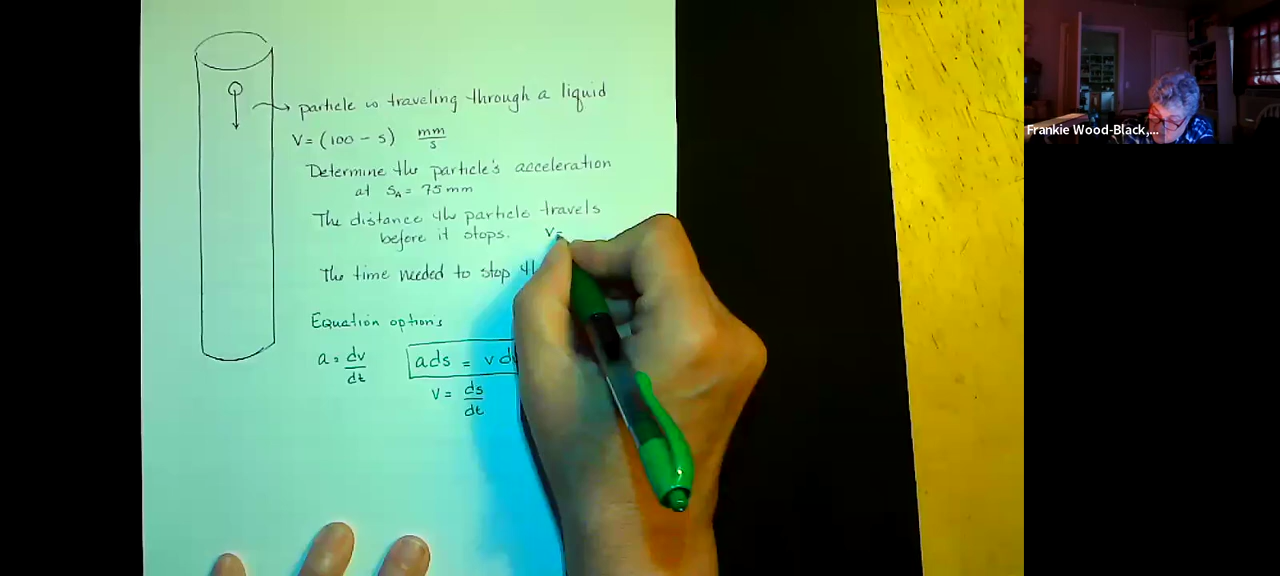 particle is traveling through a liquid
V = (100 - s) mm/s
Determine the particle's acceleration
at SA = 75 mm
The distance the particle travels
before it stops. V=
The time needed to stop
Equation option's
a = dv/dt
ads = v
V = ds/dt
Frankie Wood-Black,...